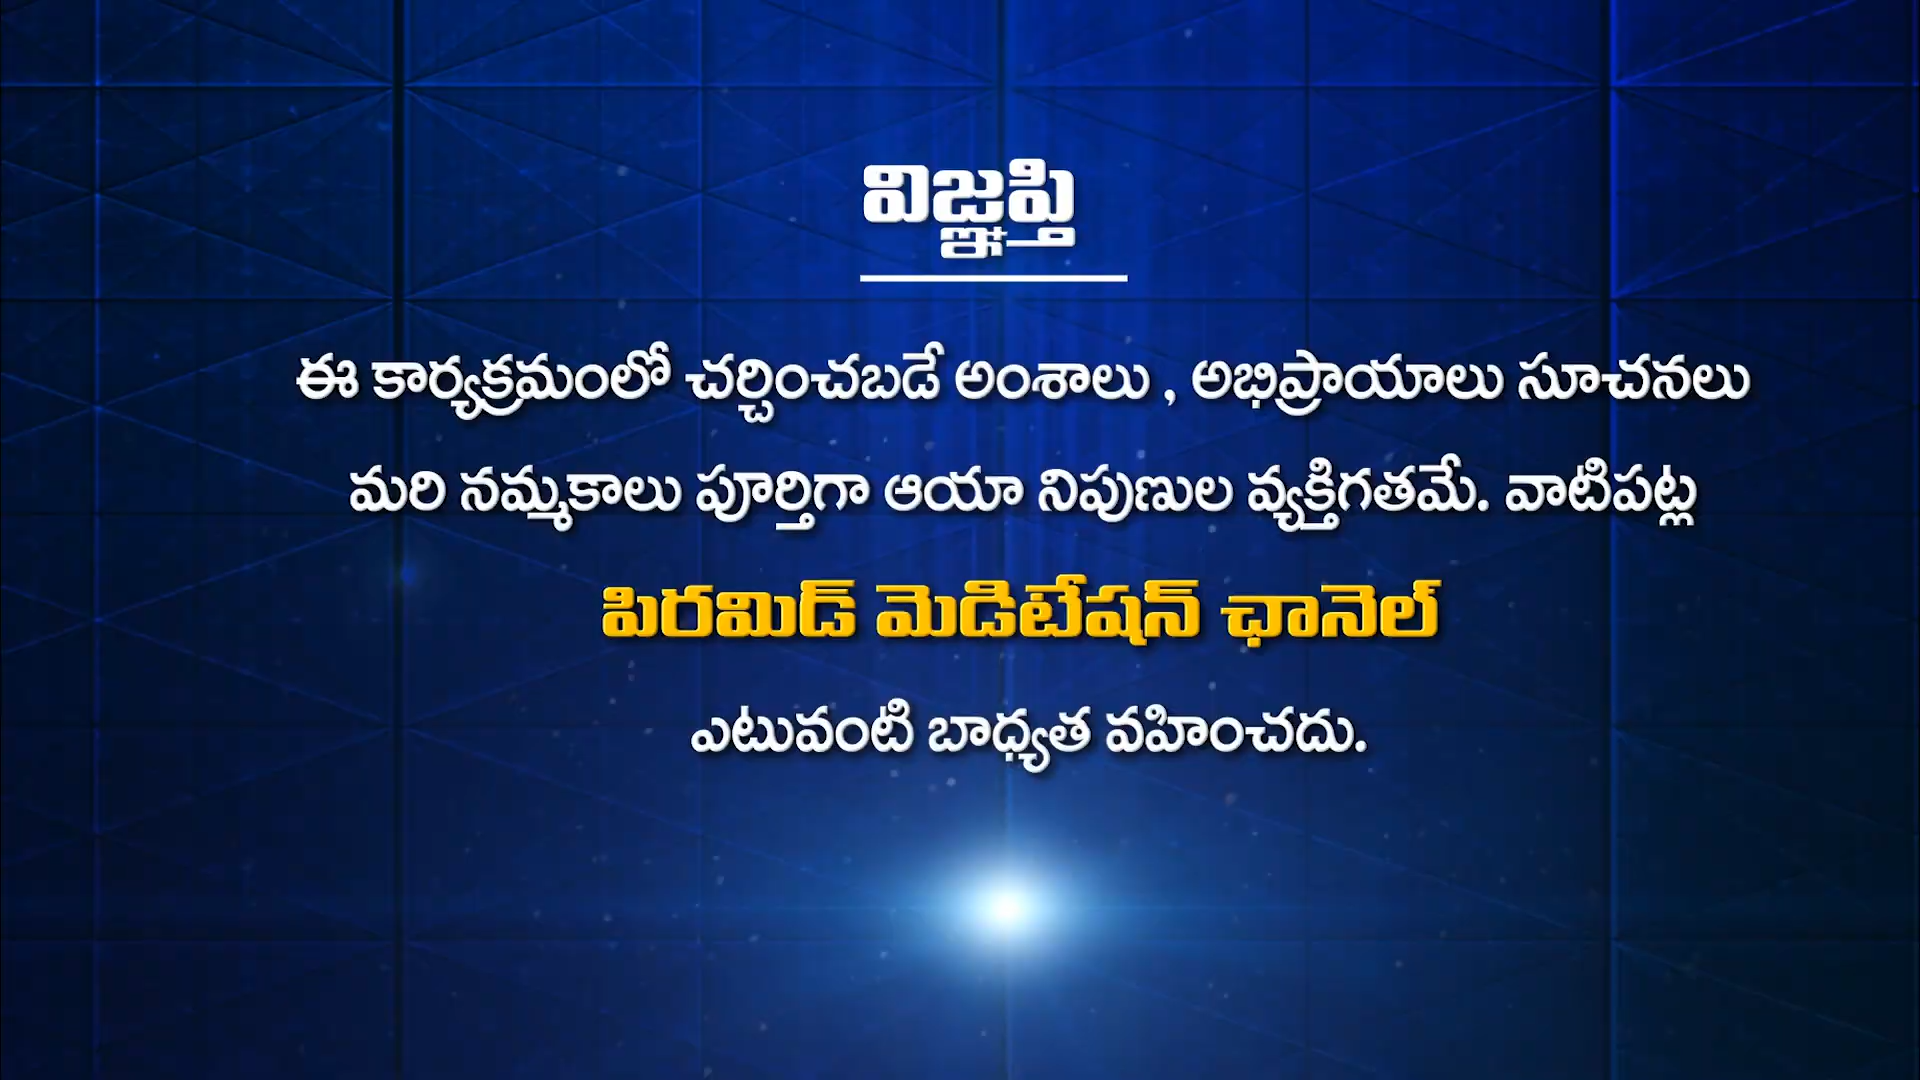 విజ్ఞప్తి
ఈ కార్యక్రమంలో చర్చించబడే అంశాలు , అభిప్రాయాలు సూచనలు
మరి నమ్మకాలు పూర్తిగా ఆయా నిపుణుల వ్యక్తిగతమే. వాటిపట్ల
పిరమిడ్ మెడిటేషన్ ఛానెల్
ఎటువంటి బాధ్యత వహించదు.